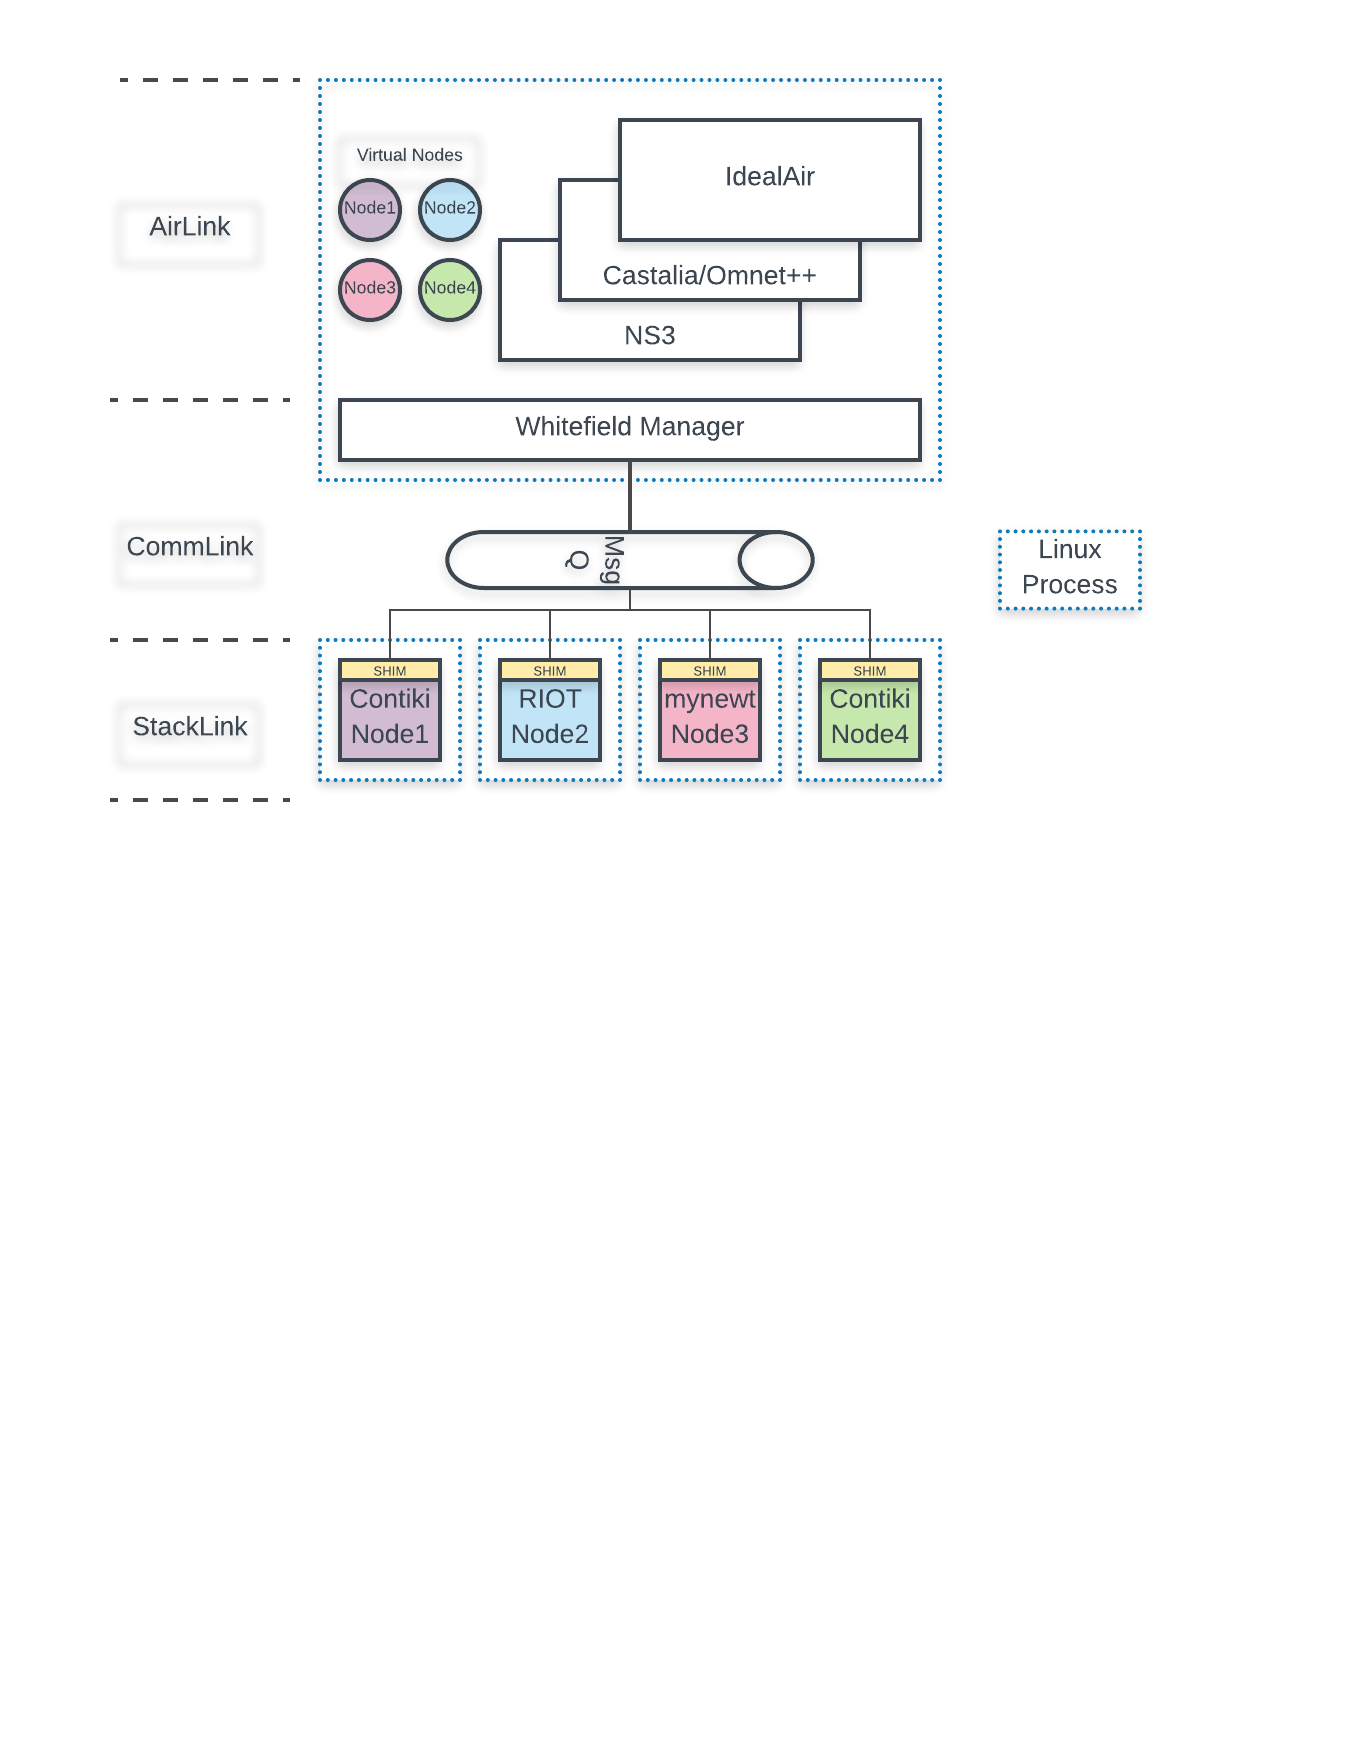 AirLink
Virtual Nodes
Node1
Node2
Node3
Node4
IdealAir
Castalia/Omnet++
NS3
Whitefield Manager
CommLink
Msg
Q
Linux
Process
StackLink
SHIM
Contiki
Node1
SHIM
RIOT
Node2
SHIM
mynewt
Node3
SHIM
Contiki
Node4